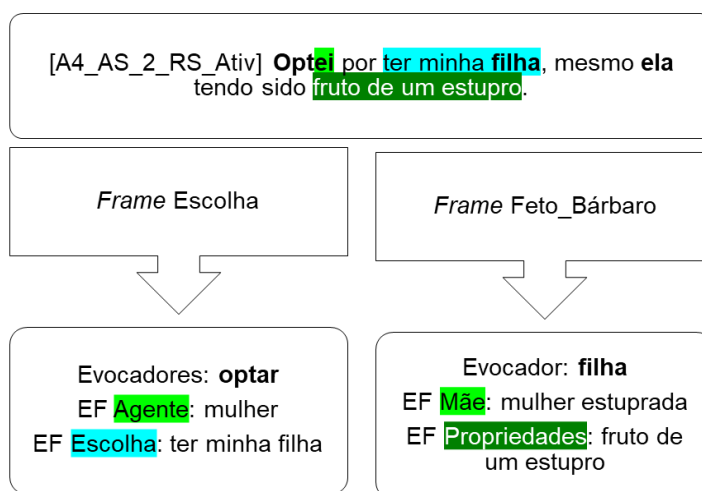 [A4_AS_2_RS_Ativ] Optei por ter minha filha, mesmo ela
tendo sido fruto de um estupro.
Frame Escolha
Frame Feto_Bárbaro
Evocadores: optar
EF Agente: mulher
EF Escolha: ter minha filha
Evocador: filha
EF Mãe: mulher estuprada
EF Propriedades: fruto de
um estupro